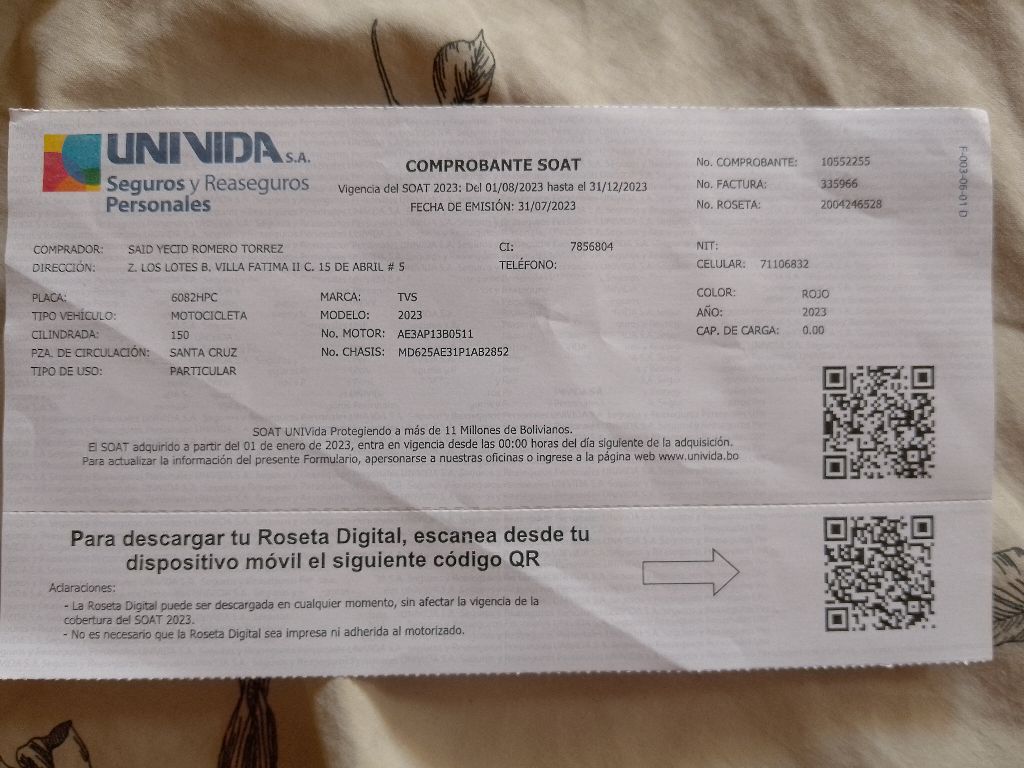 UNIVIDA S.A.
Seguros y Reaseguros
Personales
COMPROBANTE SOAT
Vigencia del SOAT 2023: Del 01/08/2023 hasta el 31/12/2023
FECHA DE EMISIÓN: 31/07/2023
No. COMPROBANTE: 10552255
No. FACTURA: 335966
No. ROSETA: 2004246528
F-003-06-01 D
COMPRADOR: SAID YECID ROMERO TORREZ CI: 7856804 NIT:
DIRECCIÓN: Z. LOS LOTES B. VILLA FATIMA II C. 15 DE ABRIL # 5 TELÉFONO: CELULAR: 71106832
PLACA: 6082HPC MARCA: TVS COLOR: ROJO
TIPO VEHÍCULO: MOTOCICLETA MODELO: 2023 AÑO: 2023
CILINDRADA: 150 No. MOTOR: AE3AP13B0511 CAP. DE CARGA: 0.00
PZA. DE CIRCULACIÓN: SANTA CRUZ No. CHASIS: MD625AE31P1AB2852
TIPO DE USO: PARTICULAR
SOAT UNIVida Protegiendo a más de 11 Millones de Bolivianos.
El SOAT adquirido a partir del 01 de enero de 2023, entra en vigencia desde las 00:00 horas del día siguiente de la adquisición.
Para actualizar la información del presente Formulario, apersonarse a nuestras oficinas o ingrese a la página web www.univida.bo
Para descargar tu Roseta Digital, escanea desde tu
dispositivo móvil el siguiente código QR
Aclaraciones:
- La Roseta Digital puede ser descargada en cualquier momento, sin afectar la vigencia de la
cobertura del SOAT 2023.
- No es necesario que la Roseta Digital sea impresa ni adherida al motorizado.